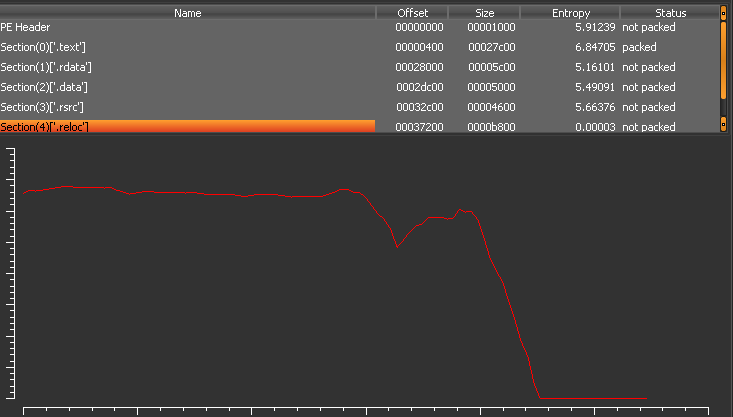 Name Offset Size Entropy Status
PE Header 00000000 00001000 5.91239 not packed
Section(0)['.text'] 00000400 00027c00 6.84705 packed
Section(1)['.rdata'] 00028000 00005c00 5.16101 not packed
Section(2)['.data'] 0002dc00 00005000 5.49091 not packed
Section(3)['.rsrc'] 00032c00 00004600 5.66376 not packed
Section(4)['.reloc'] 00037200 0000b800 0.00003 not packed